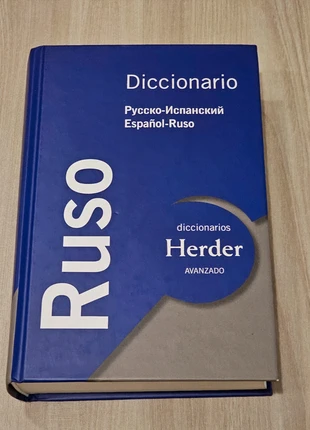 Diccionario
Русско-Испанский
Español-Ruso
Ruso
diccionarios
Herder
AVANZADO